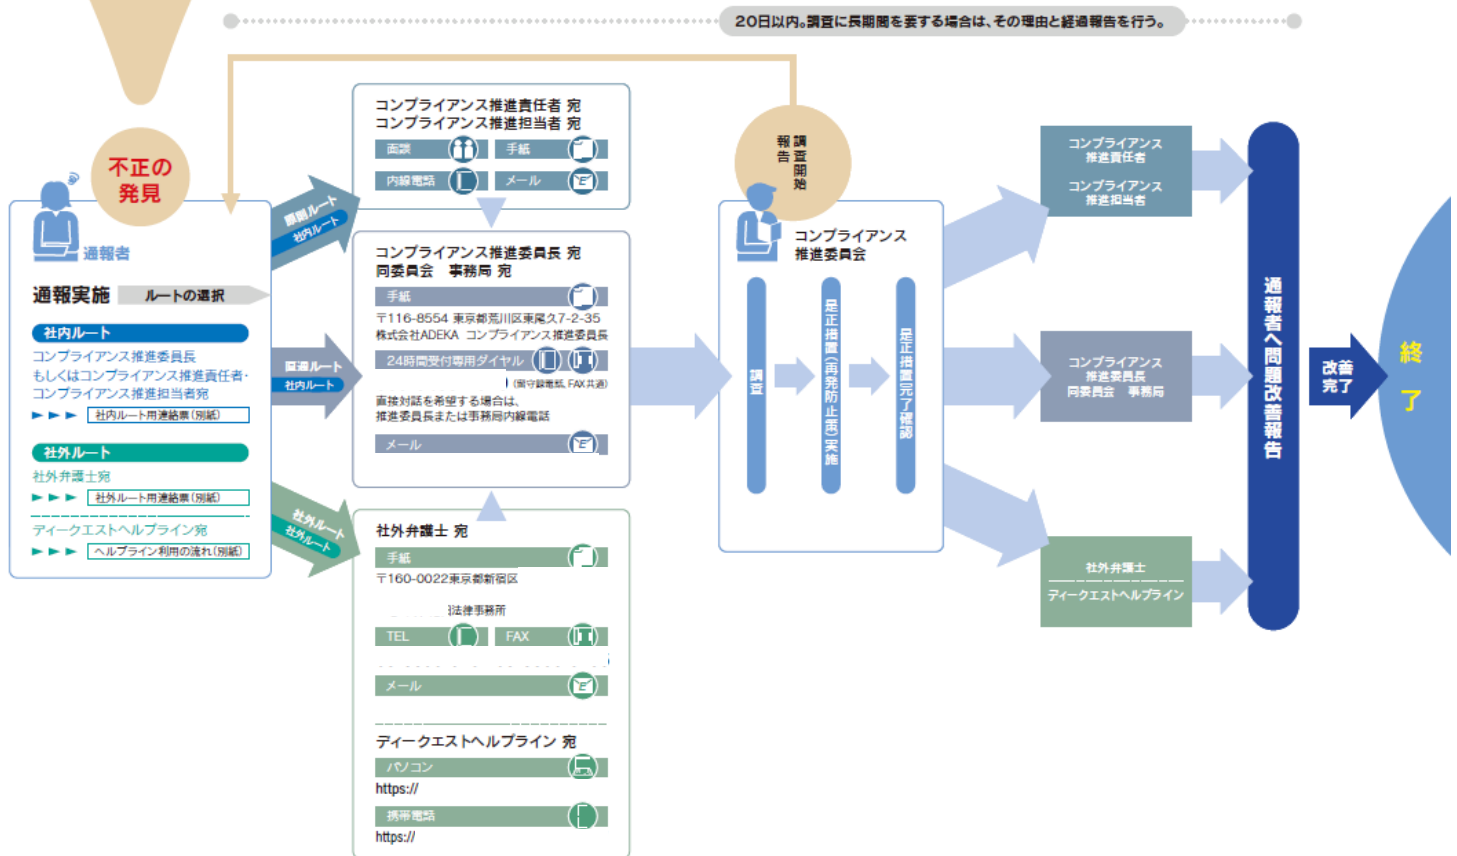 20日以内。調査に長期間を要する場合は、その理由と経過報告を行う。
不正の
発見
通報者
通報実施
ルートの選択
社内ルート
コンプライアンス推進委員長
もしくはコンプライアンス推進責任者・
コンプライアンス推進担当者宛
社内ルート用連絡票(別紙)
社外ルート
社外弁護士宛
社外ルート用連絡票(別紙)
ディークエストヘルプライン宛
ヘルプライン利用の流れ(別紙)
ルート
社内ルート
直通ルート
社内ルート
社外ルート
社外ルート
コンプライアンス推進責任者 宛
コンプライアンス推進担当者 宛
面談
手紙
内線電話
メール
コンプライアンス推進委員長 宛
同委員会 事務局 宛
手紙
〒116-8554 東京都荒川区東尾久7-2-35
株式会社ADEKA コンプライアンス推進委員長
24時間受付専用ダイヤル
(留守録電話, FAX共通)
直接対話を希望する場合は、
推進委員長または事務局内線電話
メール
社外弁護士 宛
手紙
〒160-0022東京都新宿区
法律事務所
TEL
FAX
メール
ディークエストヘルプライン 宛
パソコン
https://
携帯電話
https://
調査開始
報告
コンプライアンス
推進委員会
調査
是正措置(再発防止策)実施
是正措置完了確認
コンプライアンス
推進責任者
コンプライアンス
推進担当者
コンプライアンス
推進委員長
同委員会 事務局
社外弁護士
ディークエストヘルプライン
通報者へ問題改善報告
改善
完了
終了